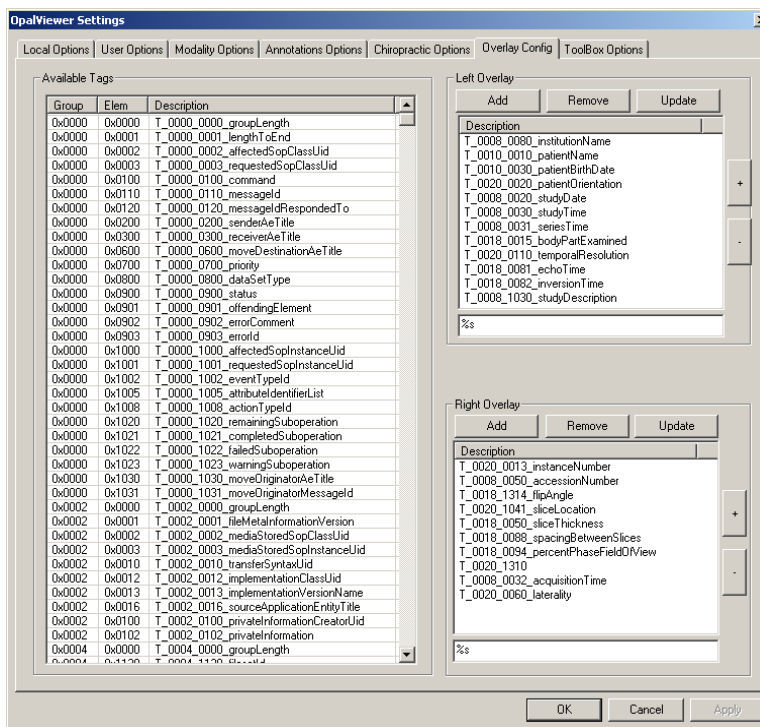 OpalViewer Settings
Local Options User Options Modality Options Annotations Options Chiropractic Options Overlay Config ToolBox Options
Available Tags
Group Elem Description
0x0000 0x0000 T_0000_0000_groupLength
0x0000 0x0001 T_0000_0001_lengthToEnd
0x0000 0x0002 T_0000_0002_affectedSopClassUid
0x0000 0x0003 T_0000_0003_requestedSopClassUid
0x0000 0x0100 T_0000_0100_command
0x0000 0x0110 T_0000_0110_messageId
0x0000 0x0120 T_0000_0120_messageIdRespondedTo
0x0000 0x0200 T_0000_0200_senderAeTitle
0x0000 0x0300 T_0000_0300_receiverAeTitle
0x0000 0x0600 T_0000_0600_moveDestinationAeTitle
0x0000 0x0700 T_0000_0700_priority
0x0000 0x0800 T_0000_0800_dataSetType
0x0000 0x0900 T_0000_0900_status
0x0000 0x0901 T_0000_0901_offendingElement
0x0000 0x0902 T_0000_0902_errorComment
0x0000 0x0903 T_0000_0903_errorId
0x0000 0x1000 T_0000_1000_affectedSopInstanceUid
0x0000 0x1001 T_0000_1001_requestedSopInstanceUid
0x0000 0x1002 T_0000_1002_eventTypeId
0x0000 0x1005 T_0000_1005_attributeIdentifierList
0x0000 0x1008 T_0000_1008_actionTypeId
0x0000 0x1020 T_0000_1020_remainingSuboperation
0x0000 0x1021 T_0000_1021_completedSuboperation
0x0000 0x1022 T_0000_1022_failedSuboperation
0x0000 0x1023 T_0000_1023_warningSuboperation
0x0000 0x1030 T_0000_1030_moveOriginatorAeTitle
0x0000 0x1031 T_0000_1031_moveOriginatorMessageId
0x0002 0x0000 T_0002_0000_groupLength
0x0002 0x0001 T_0002_0001_fileMetaInformationVersion
0x0002 0x0002 T_0002_0002_mediaStoredSopClassUid
0x0002 0x0003 T_0002_0003_mediaStoredSopInstanceUid
0x0002 0x0010 T_0002_0010_transferSyntaxUid
0x0002 0x0012 T_0002_0012_implementationClassUid
0x0002 0x0013 T_0002_0013_implementationVersionName
0x0002 0x0016 T_0002_0016_sourceApplicationEntityTitle
0x0002 0x0100 T_0002_0100_privateInformationCreatorUid
0x0002 0x0102 T_0002_0102_privateInformation
0x0004 0x0000 T_0004_0000_groupLength
Left Overlay
Add Remove Update
Description
T_0008_0080_institutionName
T_0010_0010_patientName
T_0010_0030_patientBirthDate
T_0020_0020_patientOrientation
T_0008_0020_studyDate
T_0008_0030_studyTime
T_0008_0031_seriesTime
T_0018_0015_bodyPartExamined
T_0020_0110_temporalResolution
T_0018_0081_echoTime
T_0018_0082_inversionTime
T_0008_1030_studyDescription
+
-
%s
Right Overlay
Add Remove Update
Description
T_0020_0013_instanceNumber
T_0008_0050_accessionNumber
T_0018_1314_flipAngle
T_0020_1041_sliceLocation
T_0018_0050_sliceThickness
T_0018_0088_spacingBetweenSlices
T_0018_0094_percentPhaseFieldOfView
T_0020_1310
T_0008_0032_acquisitionTime
T_0020_0060_laterality
+
-
%s
OK Cancel Apply